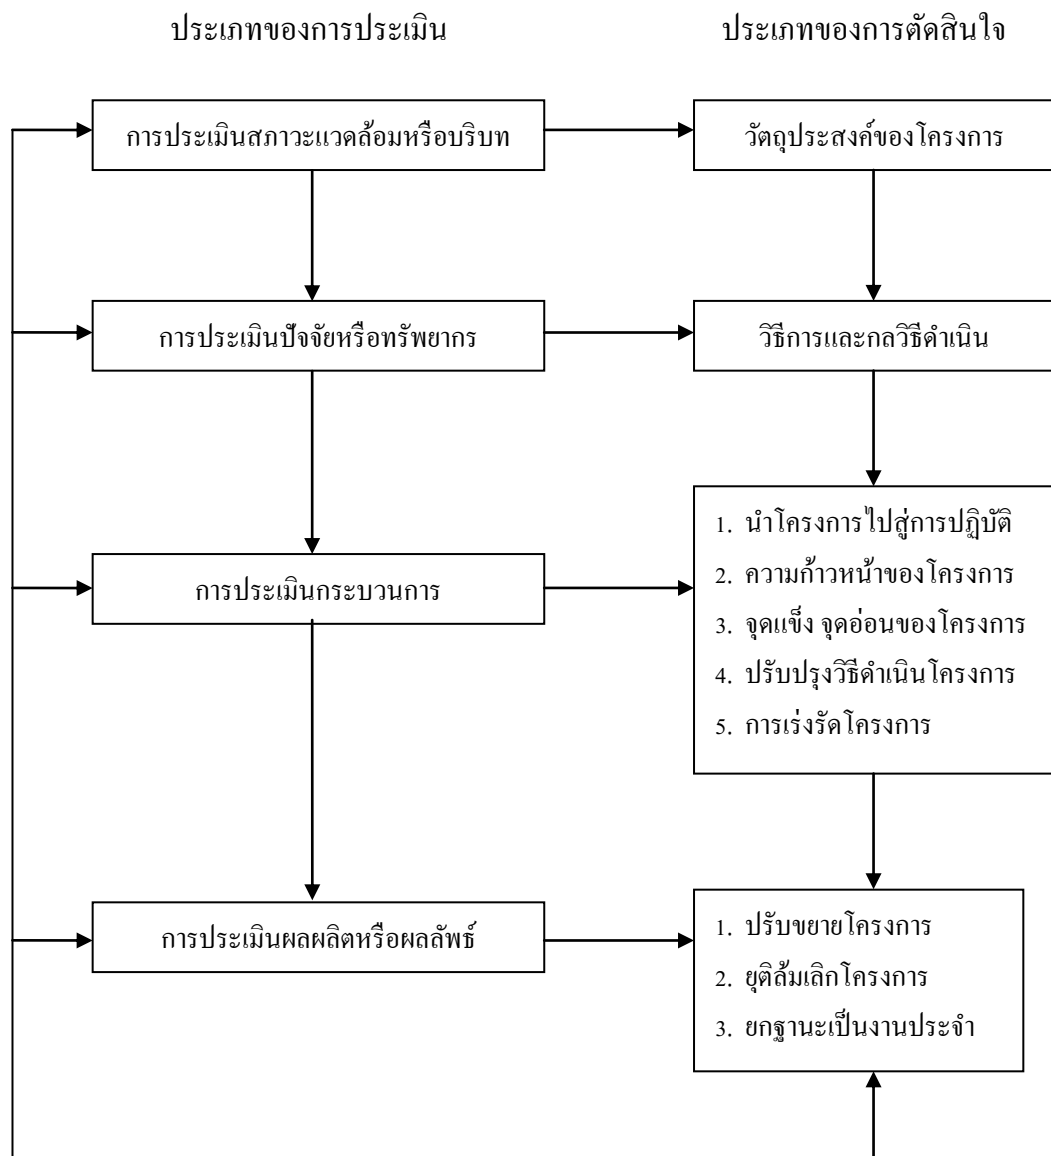 ประเภทของการประเมิน
ประเภทของการตัดสินใจ
การประเมินสภาวะแวดล้อมหรือบริบท
วัตถุประสงค์ของโครงการ
การประเมินปัจจัยหรือทรัพยากร
วิธีการและกลวิธีดำเนิน
การประเมินกระบวนการ
1. นำโครงการไปสู่การปฏิบัติ
2. ความก้าวหน้าของโครงการ
3. จุดแข็ง จุดอ่อนของโครงการ
4. ปรับปรุงวิธีดำเนินโครงการ
5. การเร่งรัดโครงการ
การประเมินผลผลิตหรือผลลัพธ์
1. ปรับขยายโครงการ
2. ยุติล้มเลิกโครงการ
3. ยกฐานะเป็นงานประจำ